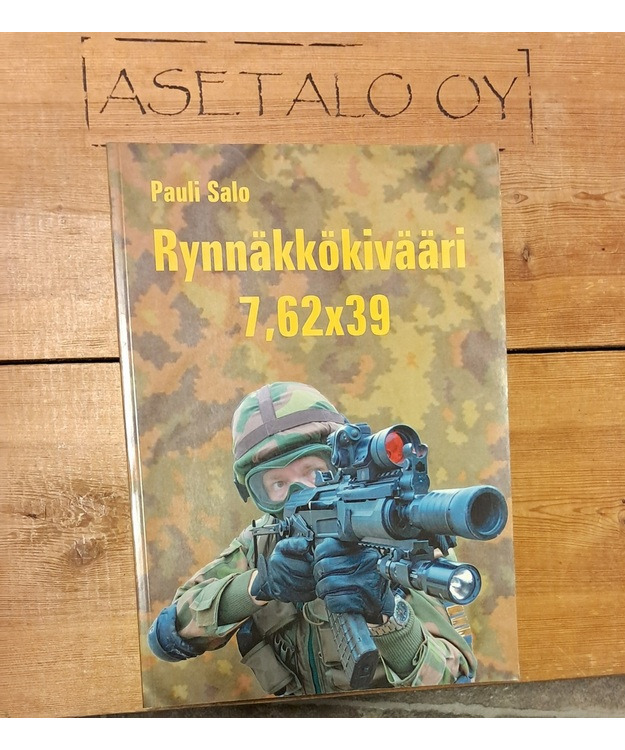 ASETALO OY
Pauli Salo
Rynnäkkökivääri
7,62x39